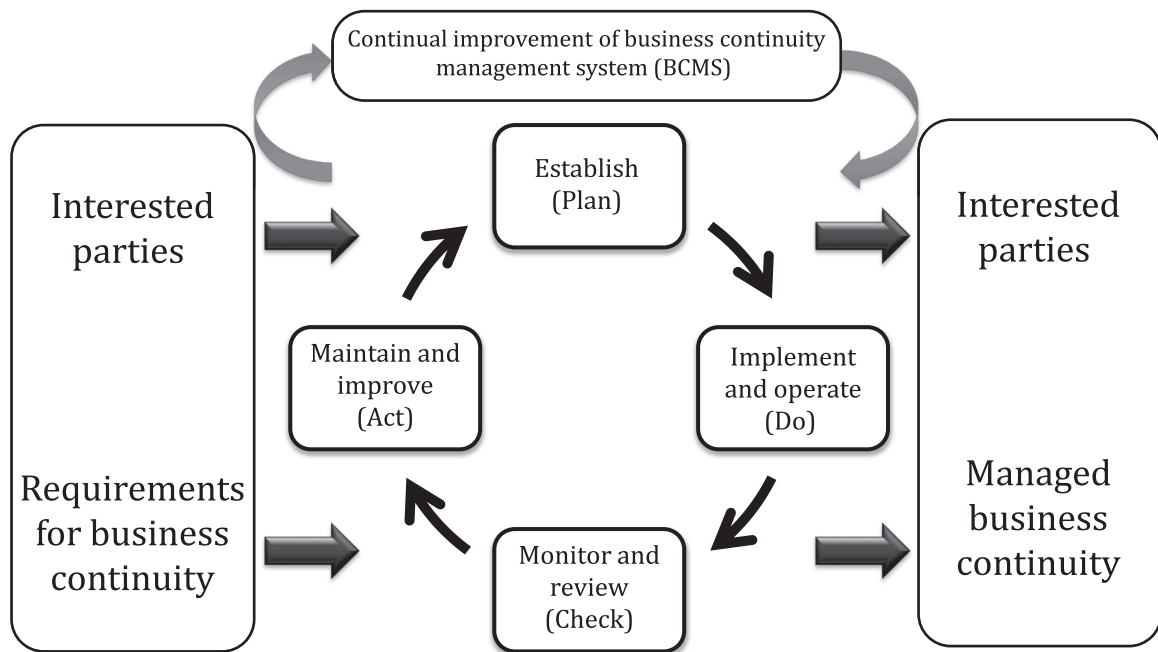 Continual improvement of business continuity
management system (BCMS)
Interested
parties
Requirements
for business
continuity
Establish
(Plan)
Maintain and
improve
(Act)
Implement
and operate
(Do)
Monitor and
review
(Check)
Interested
parties
Managed
business
continuity